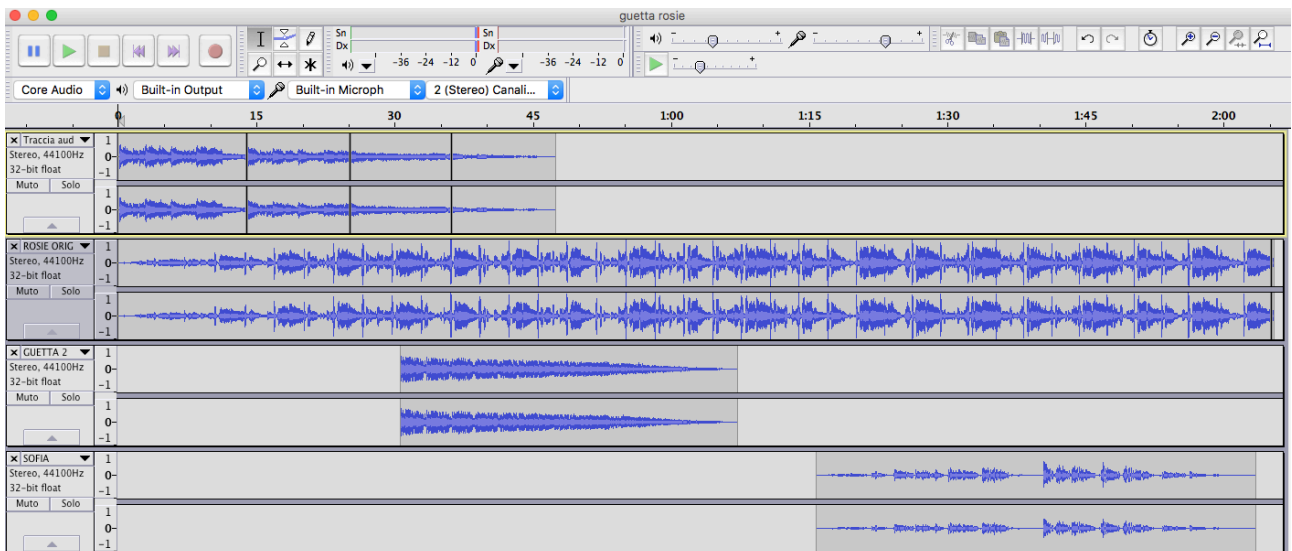 guetta rosie
Sn
Dx
-36 -24 -12 0
Sn
Dx
-36 -24 -12 0
- +
- +
- +
Core Audio Built-in Output Built-in Microph 2 (Stereo) Canali...
0 15 30 45 1:00 1:15 1:30 1:45 2:00
× Traccia aud
Stereo, 44100Hz
32-bit float
Muto Solo
1
0-
-1
1
0-
-1
× ROSIE ORIG
Stereo, 44100Hz
32-bit float
Muto Solo
1
0-
-1
1
0-
-1
× GUETTA 2
Stereo, 44100Hz
32-bit float
Muto Solo
1
0-
-1
1
0-
-1
× SOFIA
Stereo, 44100Hz
32-bit float
Muto Solo
1
0-
-1
1
0-
-1